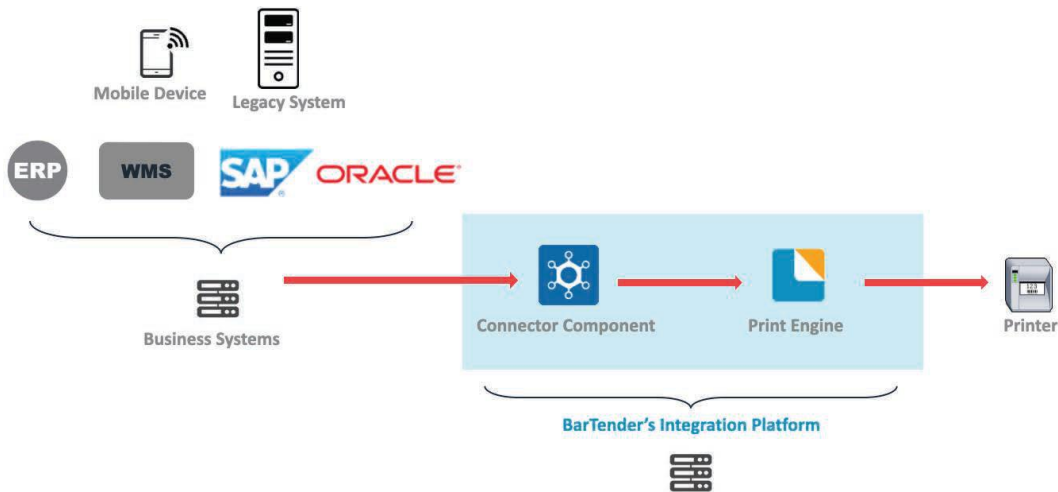 Mobile Device
Legacy System
ERP
WMS
SAP®
ORACLE®
Business Systems
Connector Component
Print Engine
Printer
BarTender's Integration Platform